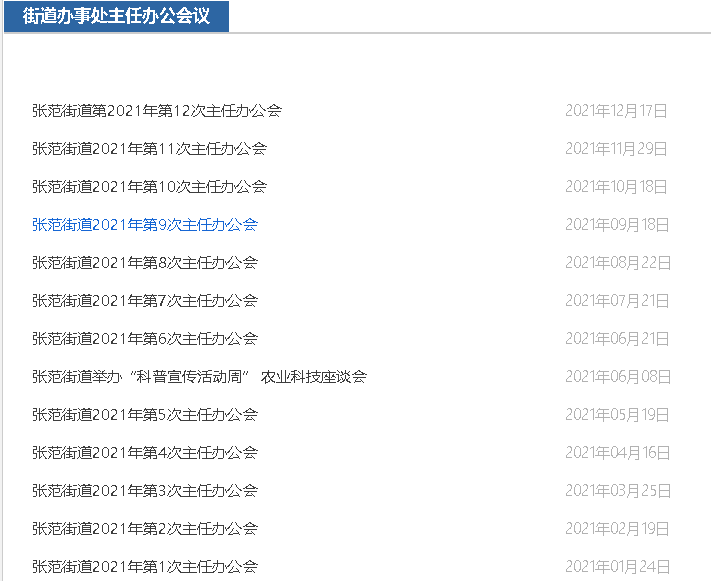 街道办事处主任办公会议
张范街道第2021年第12次主任办公会 2021年12月17日
张范街道2021年第11次主任办公会 2021年11月29日
张范街道2021年第10次主任办公会 2021年10月18日
张范街道2021年第9次主任办公会 2021年09月18日
张范街道2021年第8次主任办公会 2021年08月22日
张范街道2021年第7次主任办公会 2021年07月21日
张范街道2021年第6次主任办公会 2021年06月21日
张范街道举办“科普宣传活动周” 农业科技座谈会 2021年06月08日
张范街道2021年第5次主任办公会 2021年05月19日
张范街道2021年第4次主任办公会 2021年04月16日
张范街道2021年第3次主任办公会 2021年03月25日
张范街道2021年第2次主任办公会 2021年02月19日
张范街道2021年第1次主任办公会 2021年01月24日